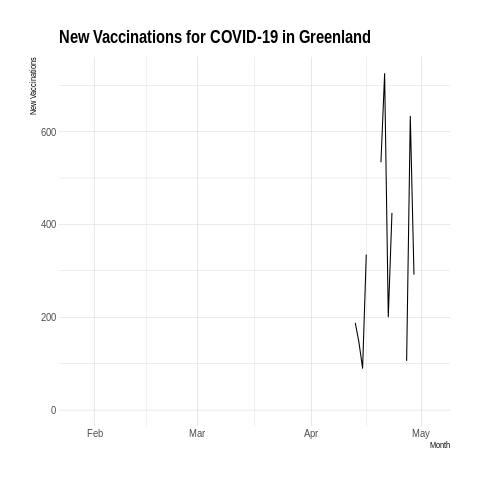 New Vaccinations for COVID-19 in Greenland
New Vaccinations
600
400
200
0
Feb Mar Apr May
Month